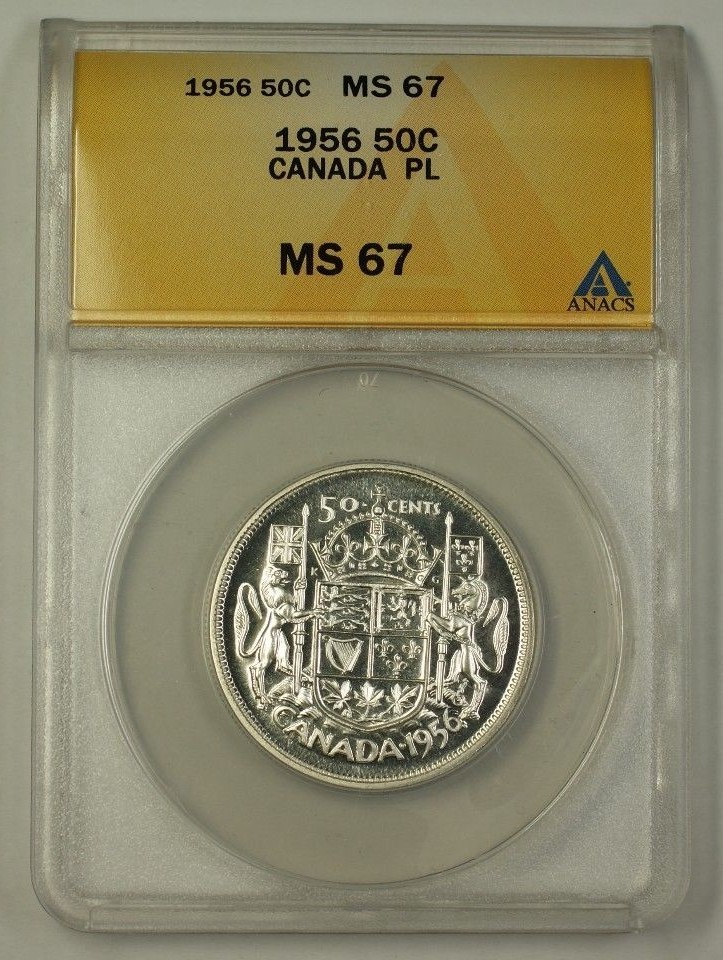 1956 50C MS 67
1956 50C
CANADA PL
MS 67
ANACS
50 · CENTS
K G
CANADA · 1956